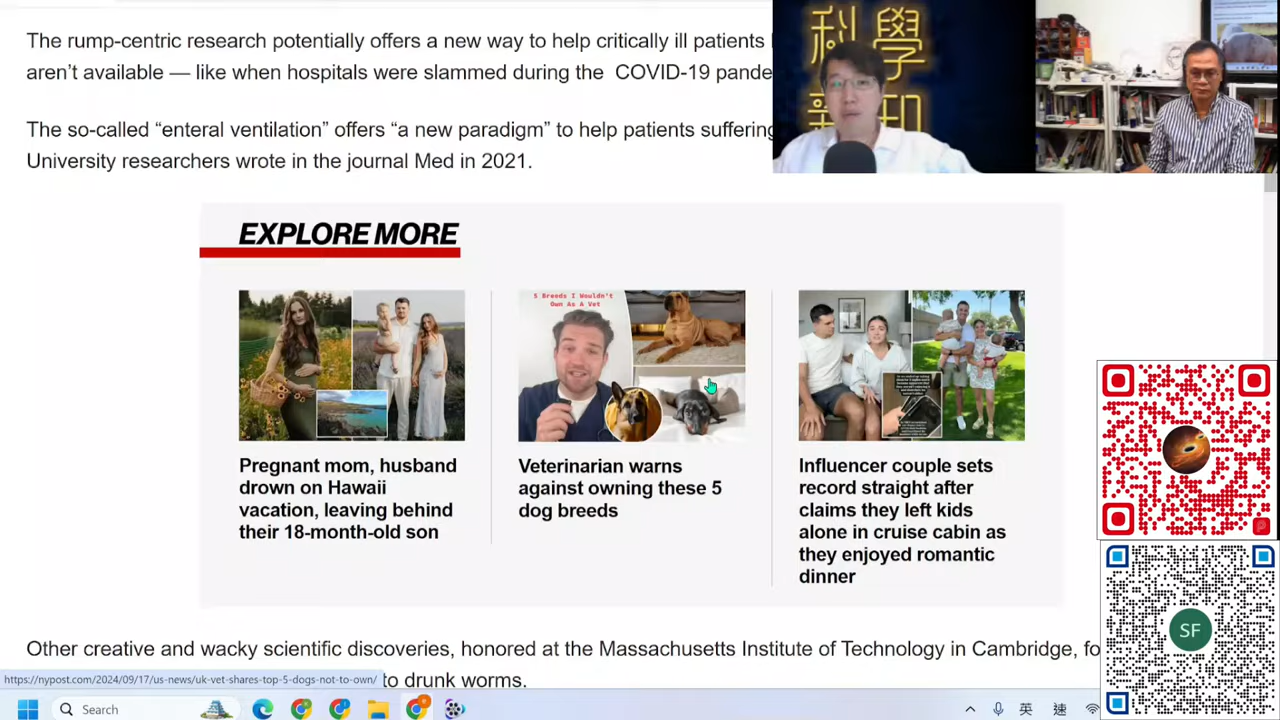 The rump-centric research potentially offers a new way to help critically ill patients
aren’t available — like when hospitals were slammed during the COVID-19 pande
The so-called “enteral ventilation” offers “a new paradigm” to help patients suffering
University researchers wrote in the journal Med in 2021.
科學
新知
EXPLORE MORE
5 Breeds I Wouldn't
Own As A Vet
Pregnant mom, husband
drown on Hawaii
vacation, leaving behind
their 18-month-old son
Veterinarian warns
against owning these 5
dog breeds
Influencer couple sets
record straight after
claims they left kids
alone in cruise cabin as
they enjoyed romantic
dinner
SF
Other creative and wacky scientific discoveries, honored at the Massachusetts Institute of Technology in Cambridge, fo
to drunk worms.
https://nypost.com/2024/09/17/us-news/uk-vet-shares-top-5-dogs-not-to-own/
Search
英
速